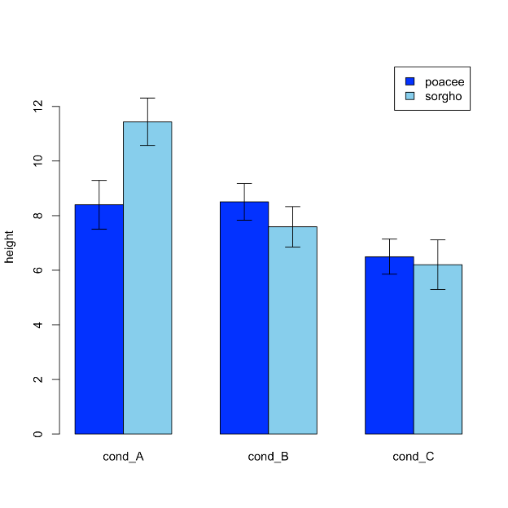 poacee
sorgho
height
12
10
8
6
4
2
0
cond_A
cond_B
cond_C